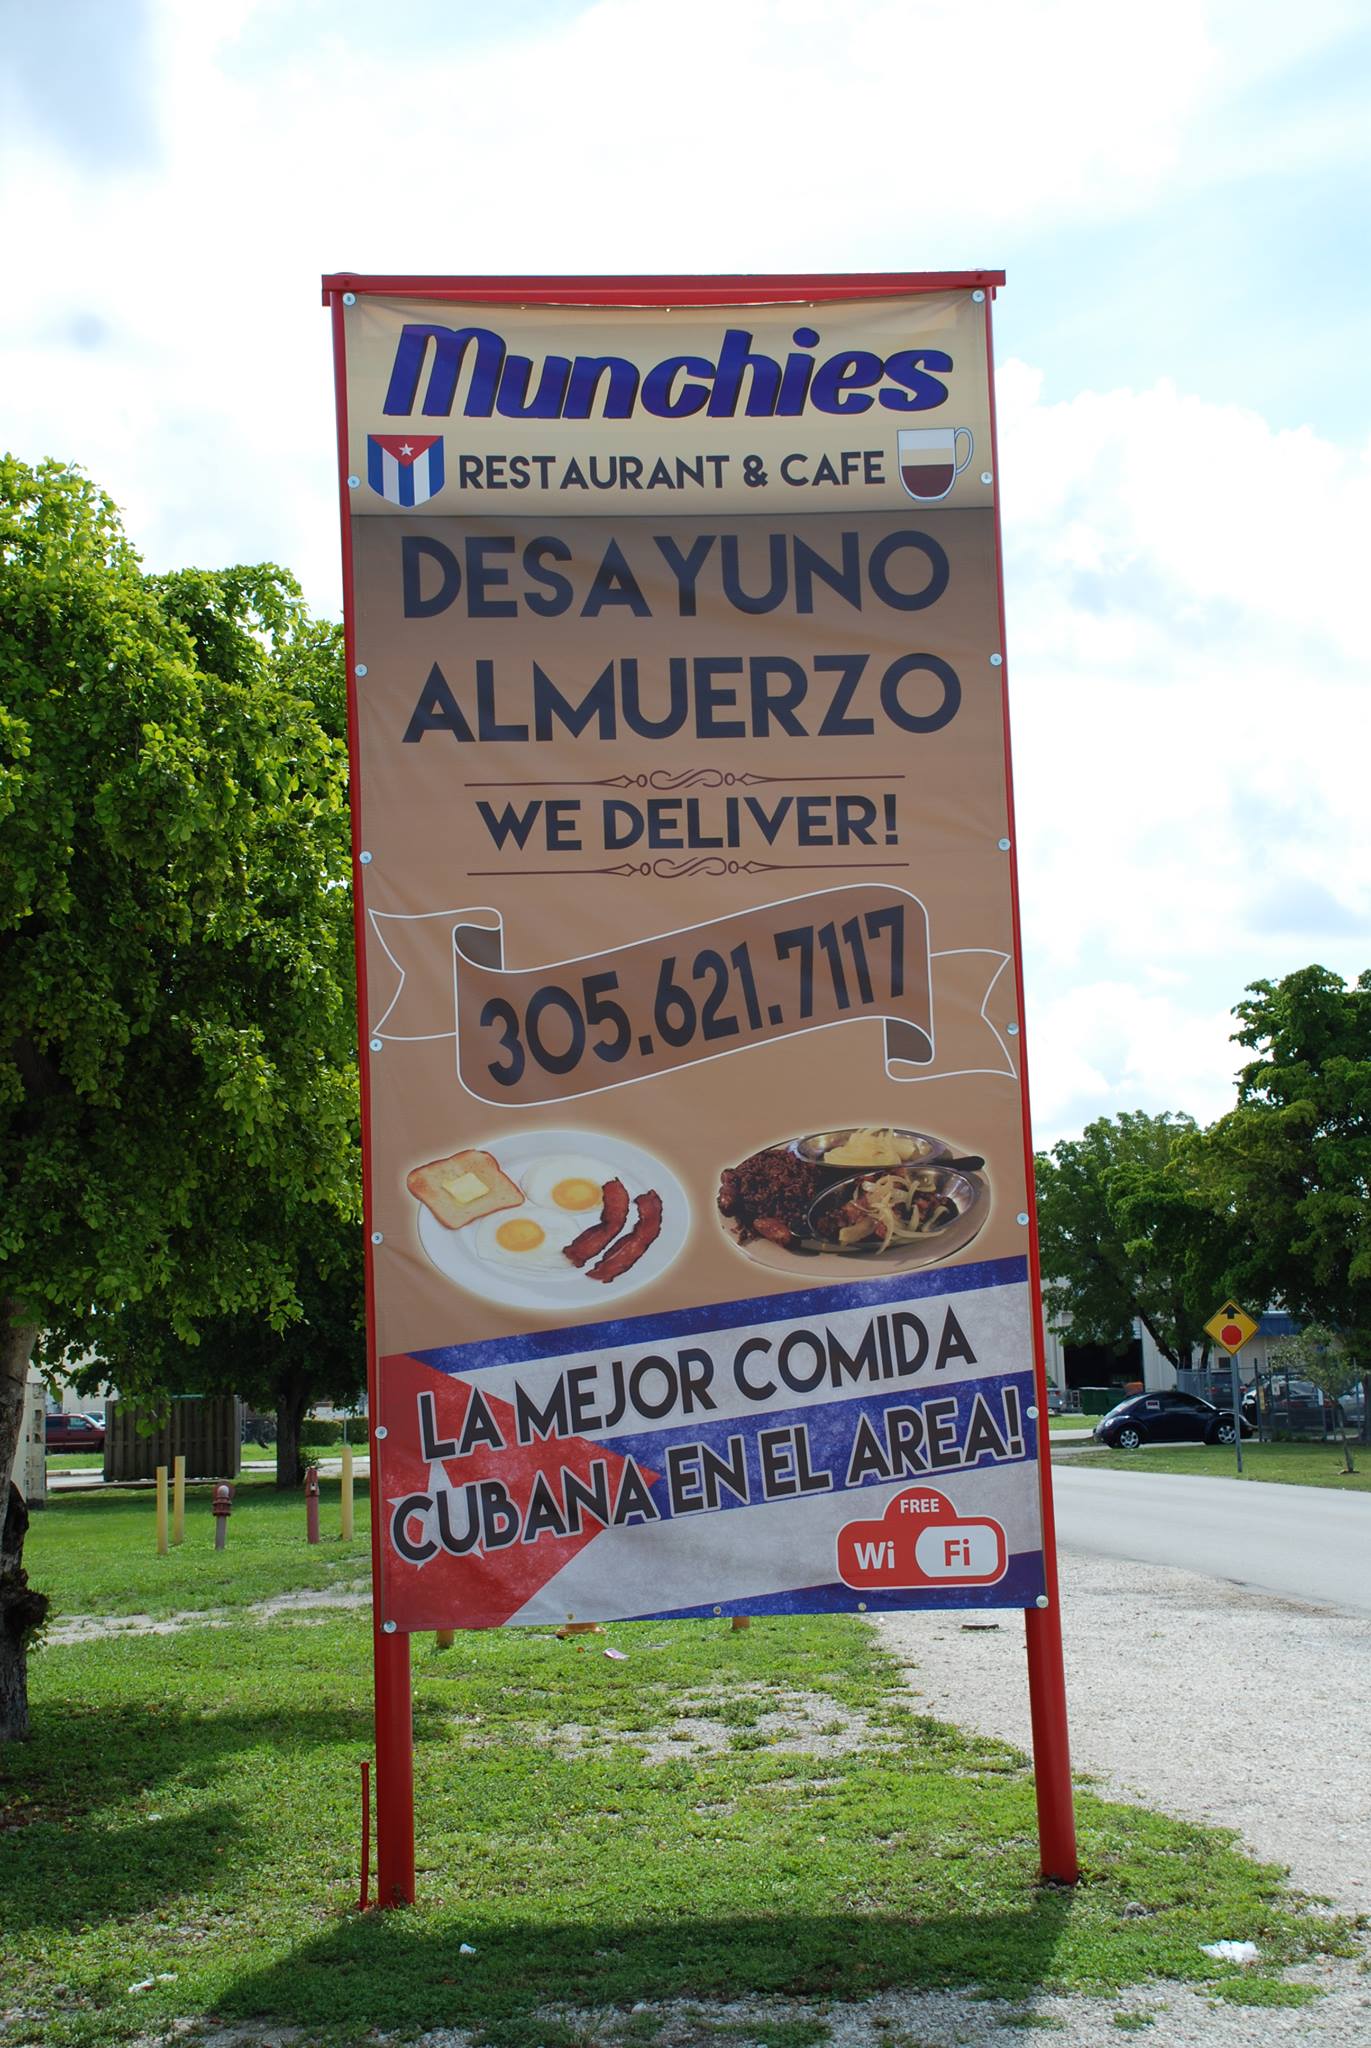 Munchies
RESTAURANT & CAFE
DESAYUNO
ALMUERZO
WE DELIVER!
305.621.7117
LA MEJOR COMIDA
CUBANA EN EL AREA!
FREE
Wi Fi